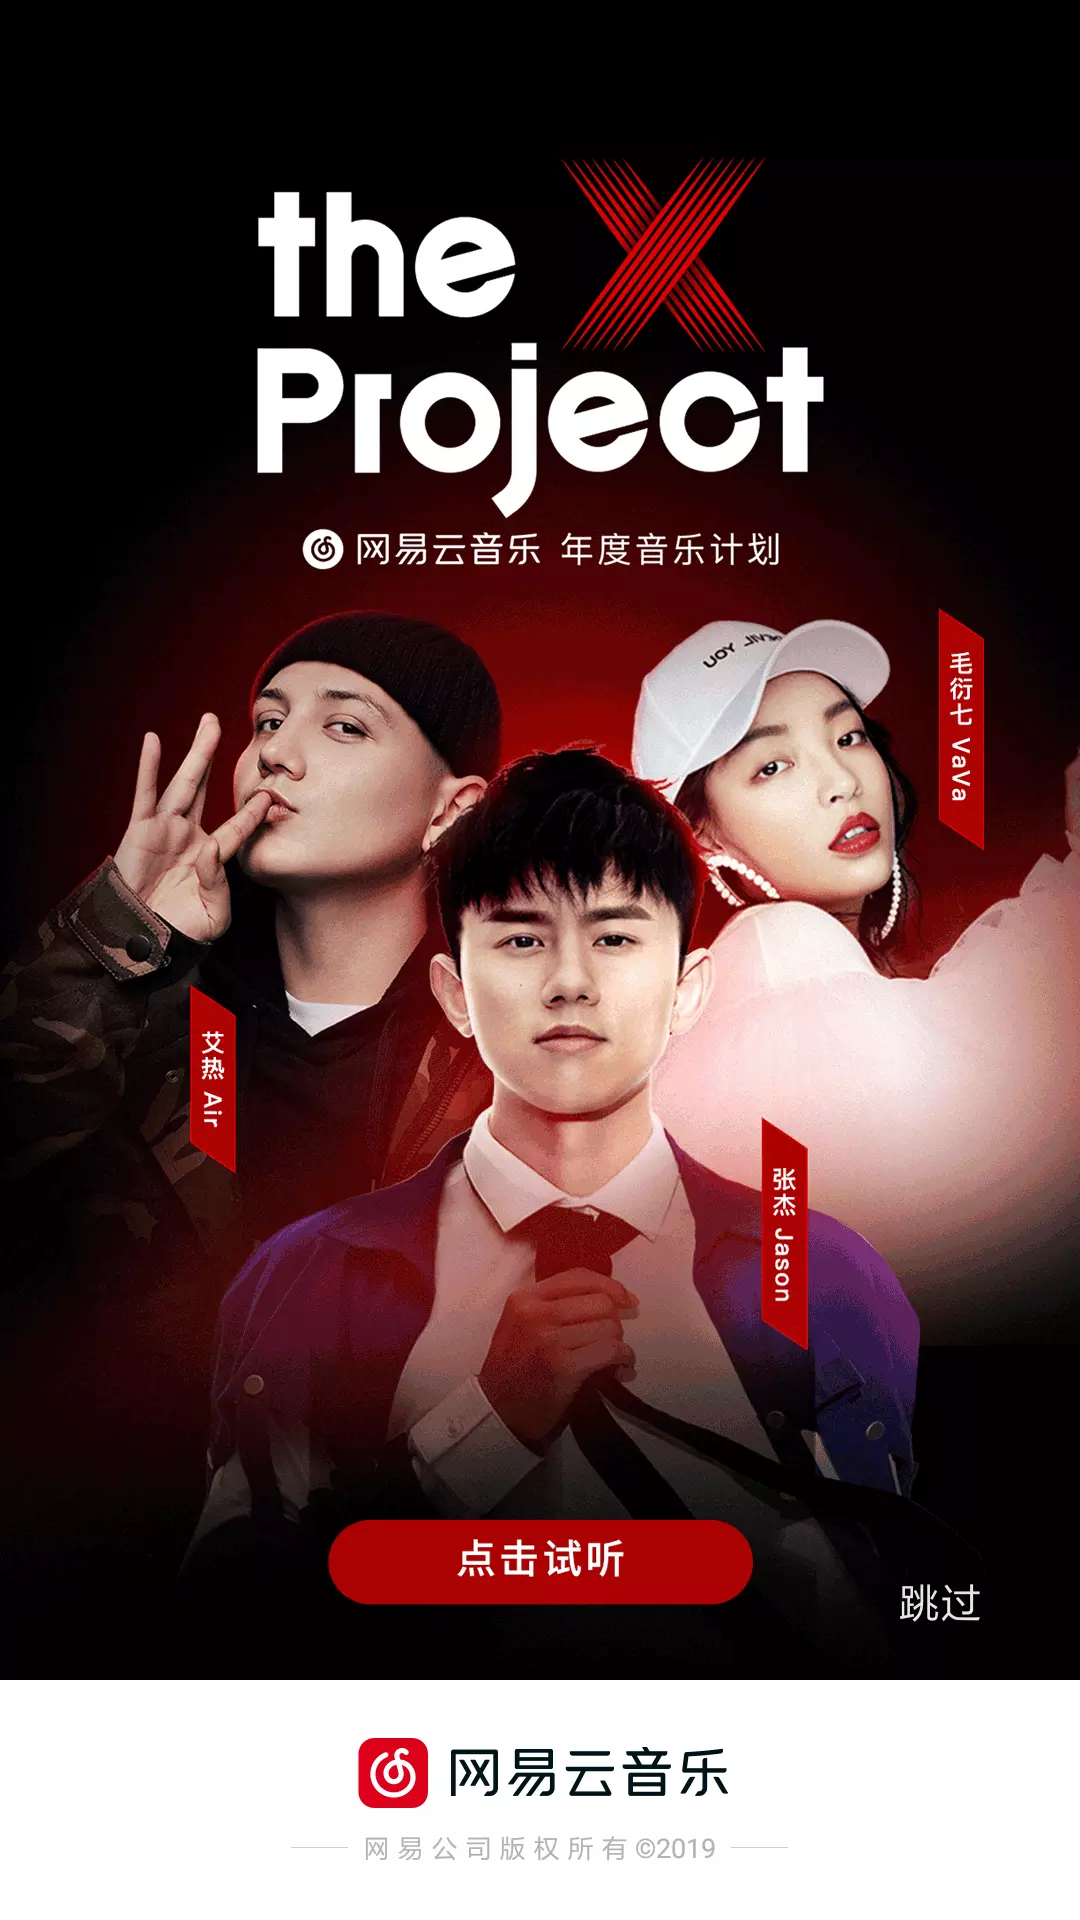 the X
Project
网易云音乐 年度音乐计划
DEVIL
YOU
毛衍七 VaVa
艾热 Air
张杰 Jason
点击试听
跳过
网易云音乐
网易公司版权所有©2019